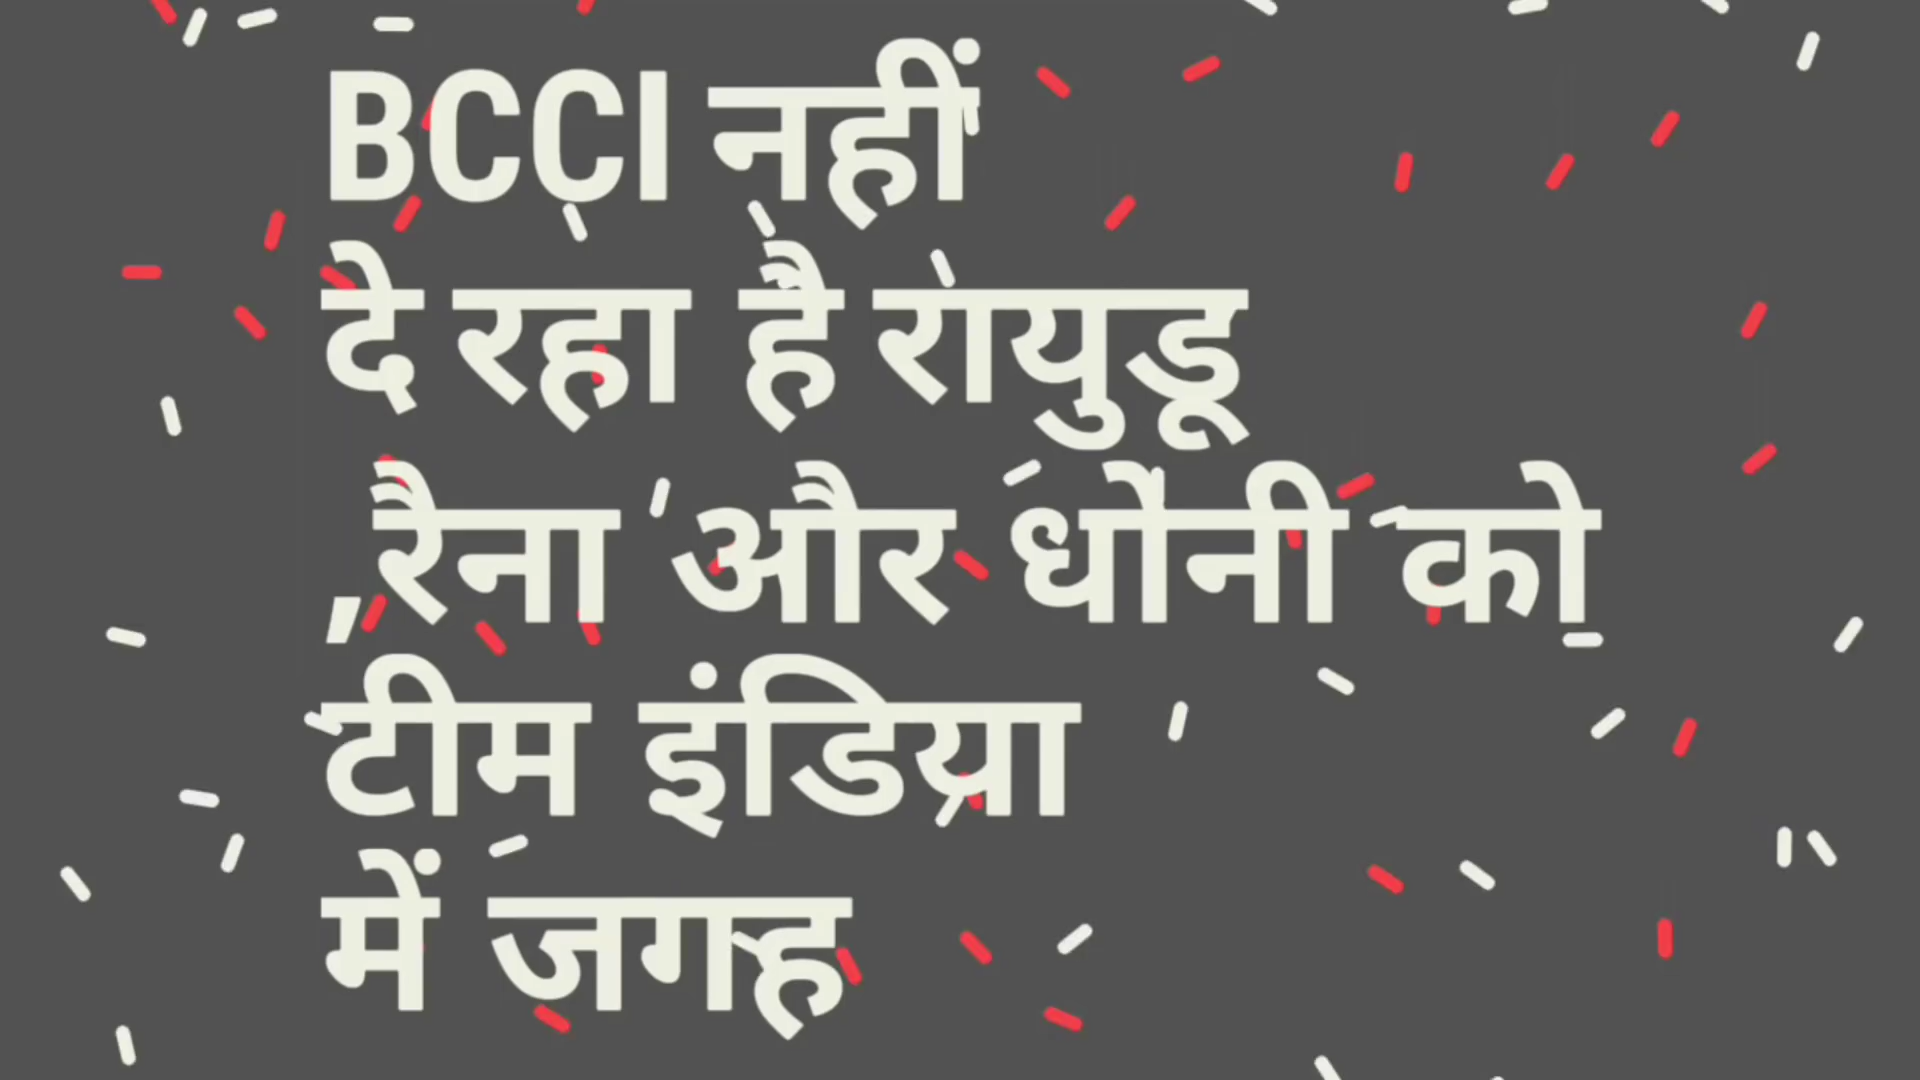 BCCI नहीं
दे रहा है रायुडू
,रैना और धोनी को
टीम इंडिया
में जगह